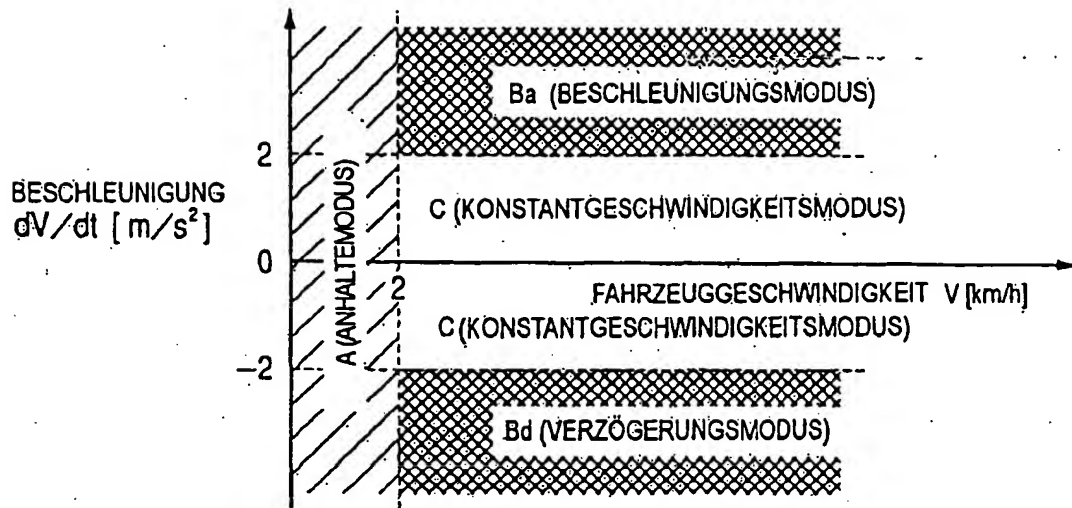 Ba (BESCHLEUNIGUNGSMODUS)
2
BESCHLEUNIGUNG
dV/dt [m/s²]
A (ANHALTEMODUS)
C (KONSTANTGESCHWINDIGKEITSMODUS)
0
2
FAHRZEUGGESCHWINDIGKEIT V [km/h]
C (KONSTANTGESCHWINDIGKEITSMODUS)
-2
Bd (VERZÖGERUNGSMODUS)